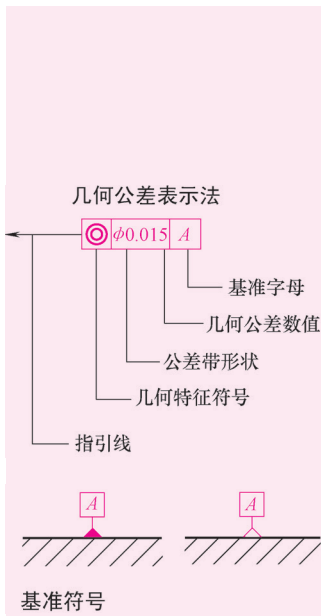 几何公差表示法
◎ ϕ0.015 A
基准字母
几何公差数值
公差带形状
几何特征符号
指引线
A A
基准符号